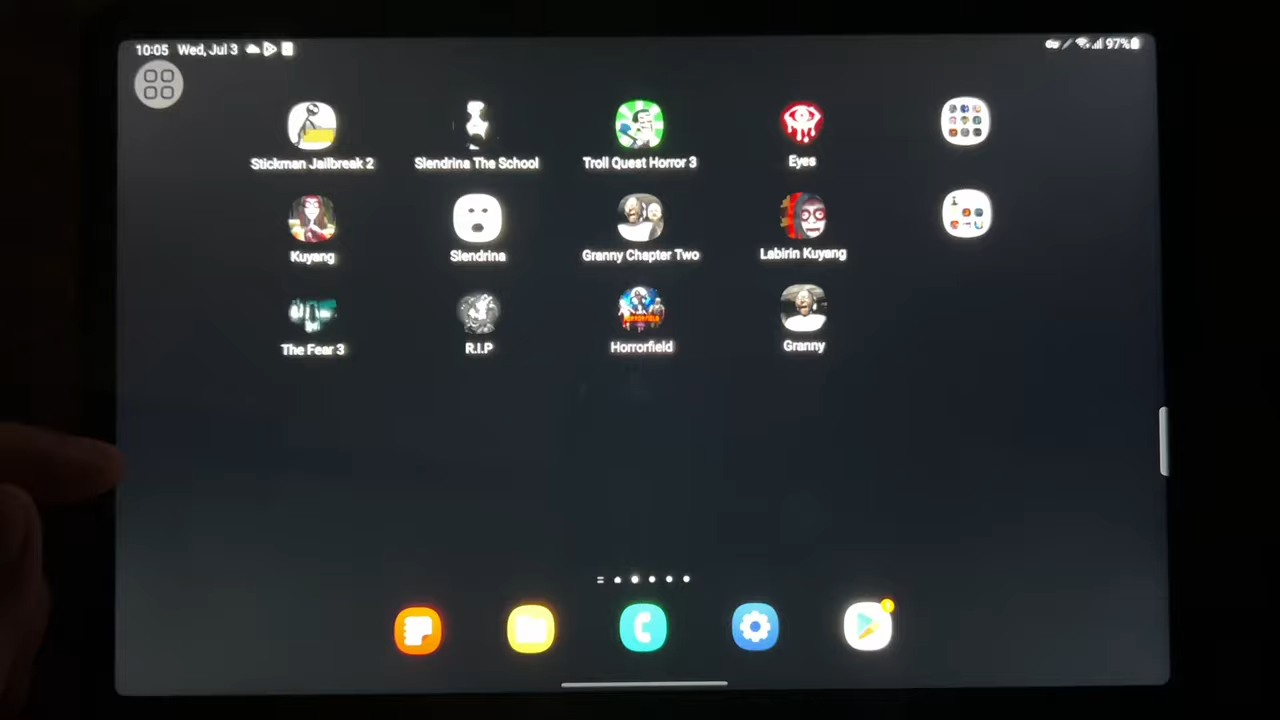 10:05 Wed, Jul 3
97%
Stickman Jailbreak 2
Slendrina The School
Troll Quest Horror 3
Eyes
Kuyang
Slendrina
Granny Chapter Two
Labirin Kuyang
The Fear 3
R.I.P
Horrorfield
Granny